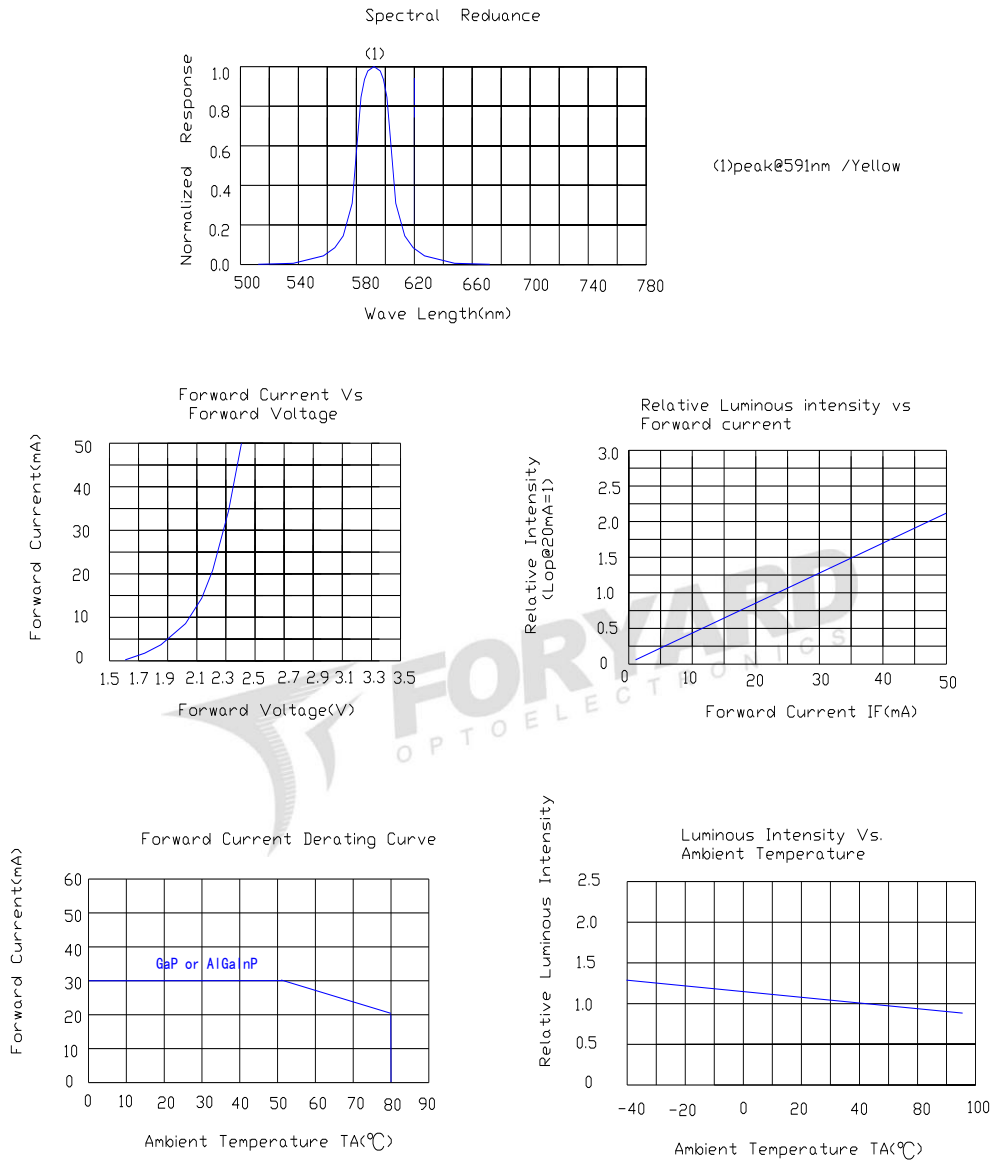 Spectral Reduance
(1)
Normalized Response
1.0
0.8
0.6
0.4
0.2
0.0
500 540 580 620 660 700 740 780
Wave Length(nm)
(1)peak@591nm /Yellow
Forward Current Vs
Forward Voltage
Forward Current(mA)
50
40
30
20
10
0
1.5 1.7 1.9 2.1 2.3 2.5 2.7 2.9 3.1 3.3 3.5
Forward Voltage(V)
Relative Luminous intensity vs
Forward current
Relative Intensity
(Lop@20mA=1)
3.0
2.5
2.0
1.5
1.0
0.5
0
0 10 20 30 40 50
Forward Current IF(mA)
FORYARD
OPTOELECTRONICS
Forward Current Derating Curve
Forward Current(mA)
60
50
40
30
20
10
0
GaP or AlGaInP
0 10 20 30 40 50 60 70 80 90
Ambient Temperature TA(℃)
Luminous Intensity Vs.
Ambient Temperature
Relative Luminous Intensity
2.5
2.0
1.5
1.0
0.5
0
-40 -20 0 20 40 60 80 100
Ambient Temperature TA(℃)